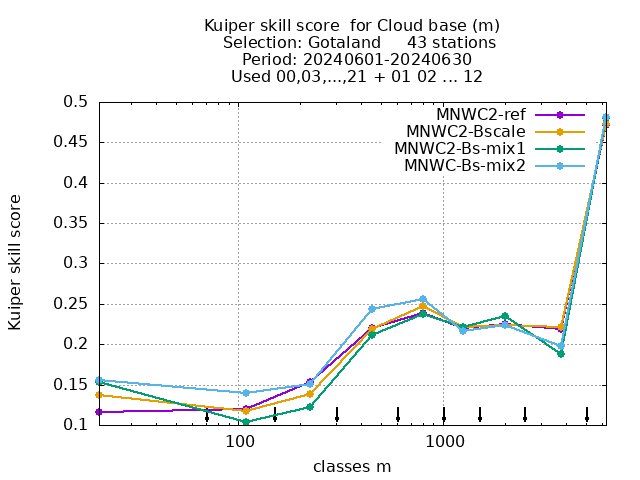 Kuiper skill score  for Cloud base (m)
Selection: Gotaland     43 stations
Period: 20240601-20240630
Used 00,03,...,21 + 01 02 ... 12
MNWC2-ref
MNWC2-Bscale
MNWC2-Bs-mix1
MNWC-Bs-mix2
Kuiper skill score
0.5
0.45
0.4
0.35
0.3
0.25
0.2
0.15
0.1
100
1000
classes m